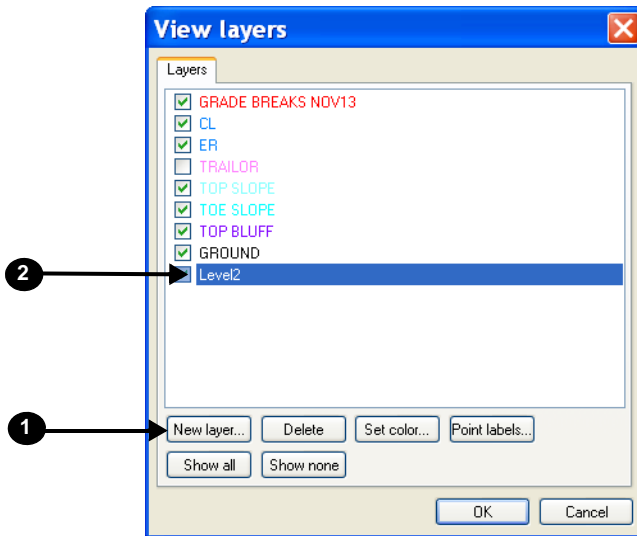 View layers
Layers
GRADE BREAKS NOV13
CL
ER
TRAILOR
TOP SLOPE
TOE SLOPE
TOP BLUFF
GROUND
2
Level2
1
New layer... Delete Set color... Point labels...
Show all Show none
OK Cancel